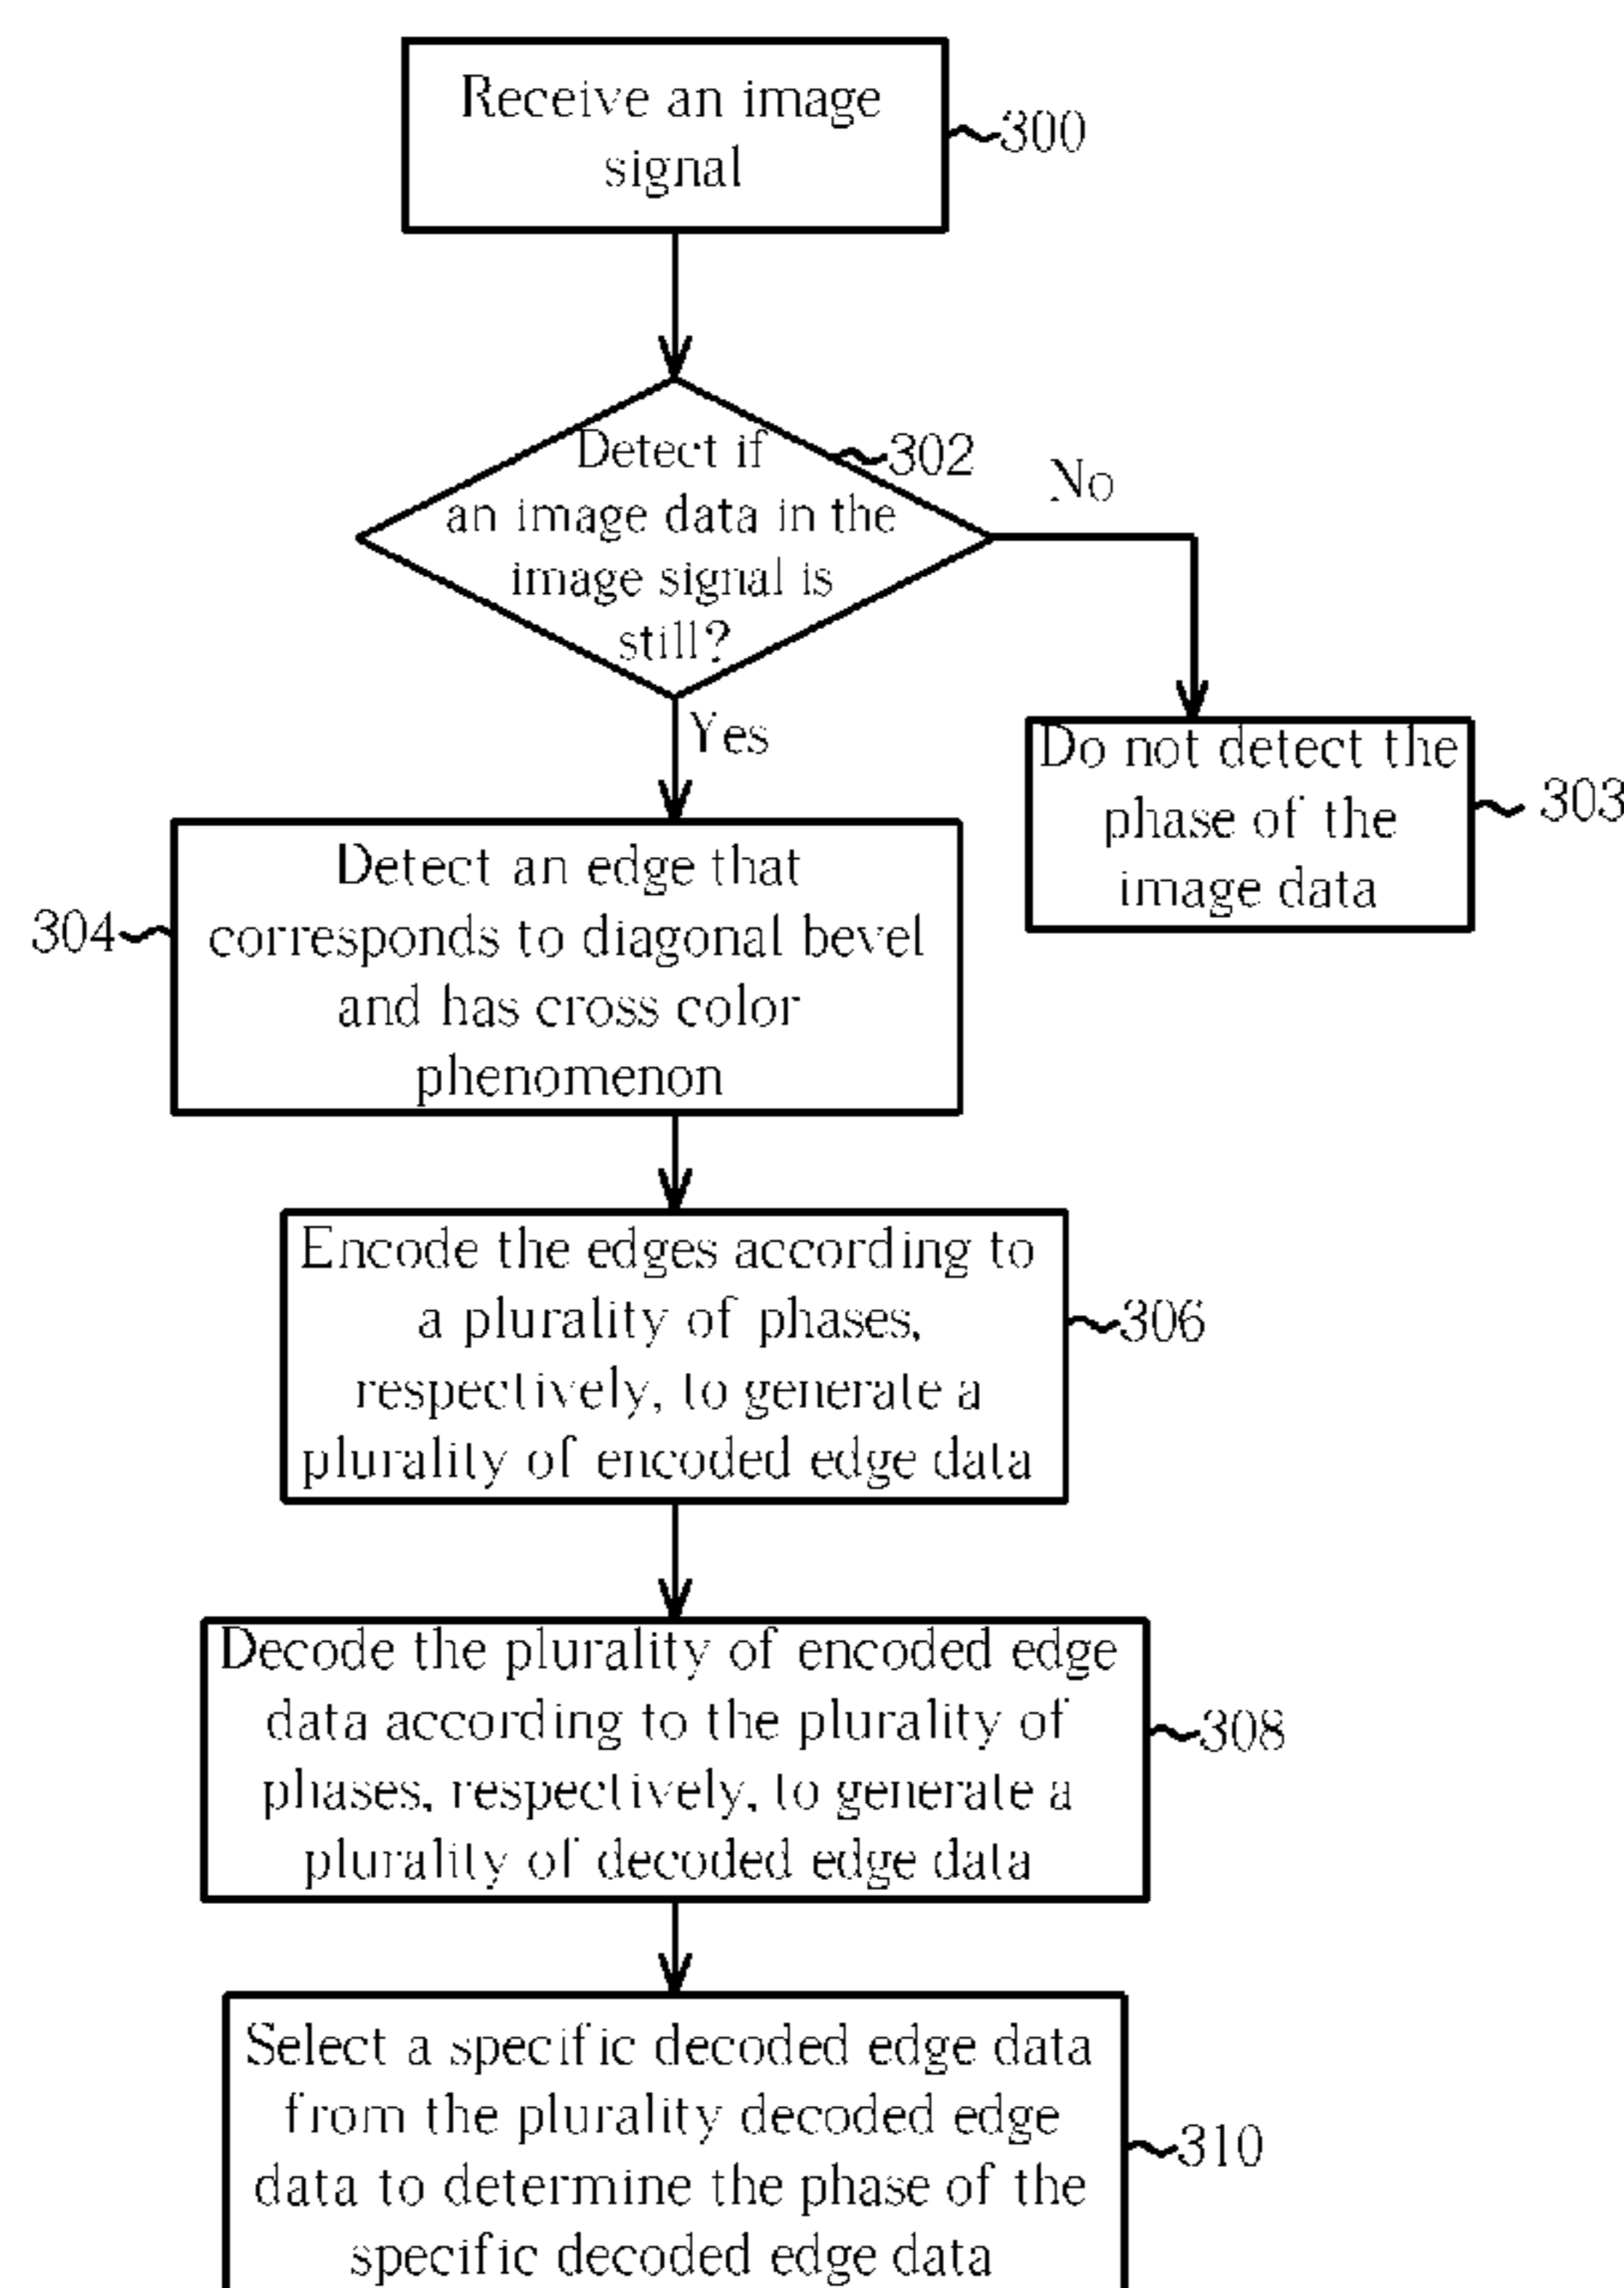 Receive an image
signal
300
Detect if
an image data in the
image signal is
still?
302
No
Yes
Do not detect the
phase of the
image data
303
304
Detect an edge that
corresponds to diagonal bevel
and has cross color
phenomenon
Encode the edges according to
a plurality of phases,
respectively, to generate a
plurality of encoded edge data
306
Decode the plurality of encoded edge
data according to the plurality of
phases, respectively, to generate a
plurality of decoded edge data
308
Select a specific decoded edge data
from the plurality decoded edge
data to determine the phase of the
specific decoded edge data
310